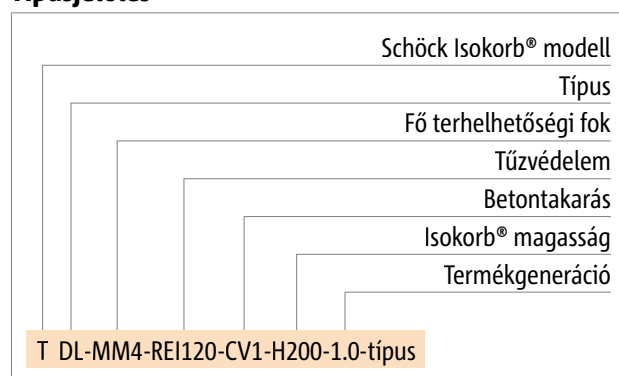 Schöck Isokorb® modell
Típus
Fő terhelhetőségi fok
Tűzvédelem
Betontakarás
Isokorb® magasság
Termékgeneráció
T DL-MM4-REI120-CV1-H200-1.0-típus